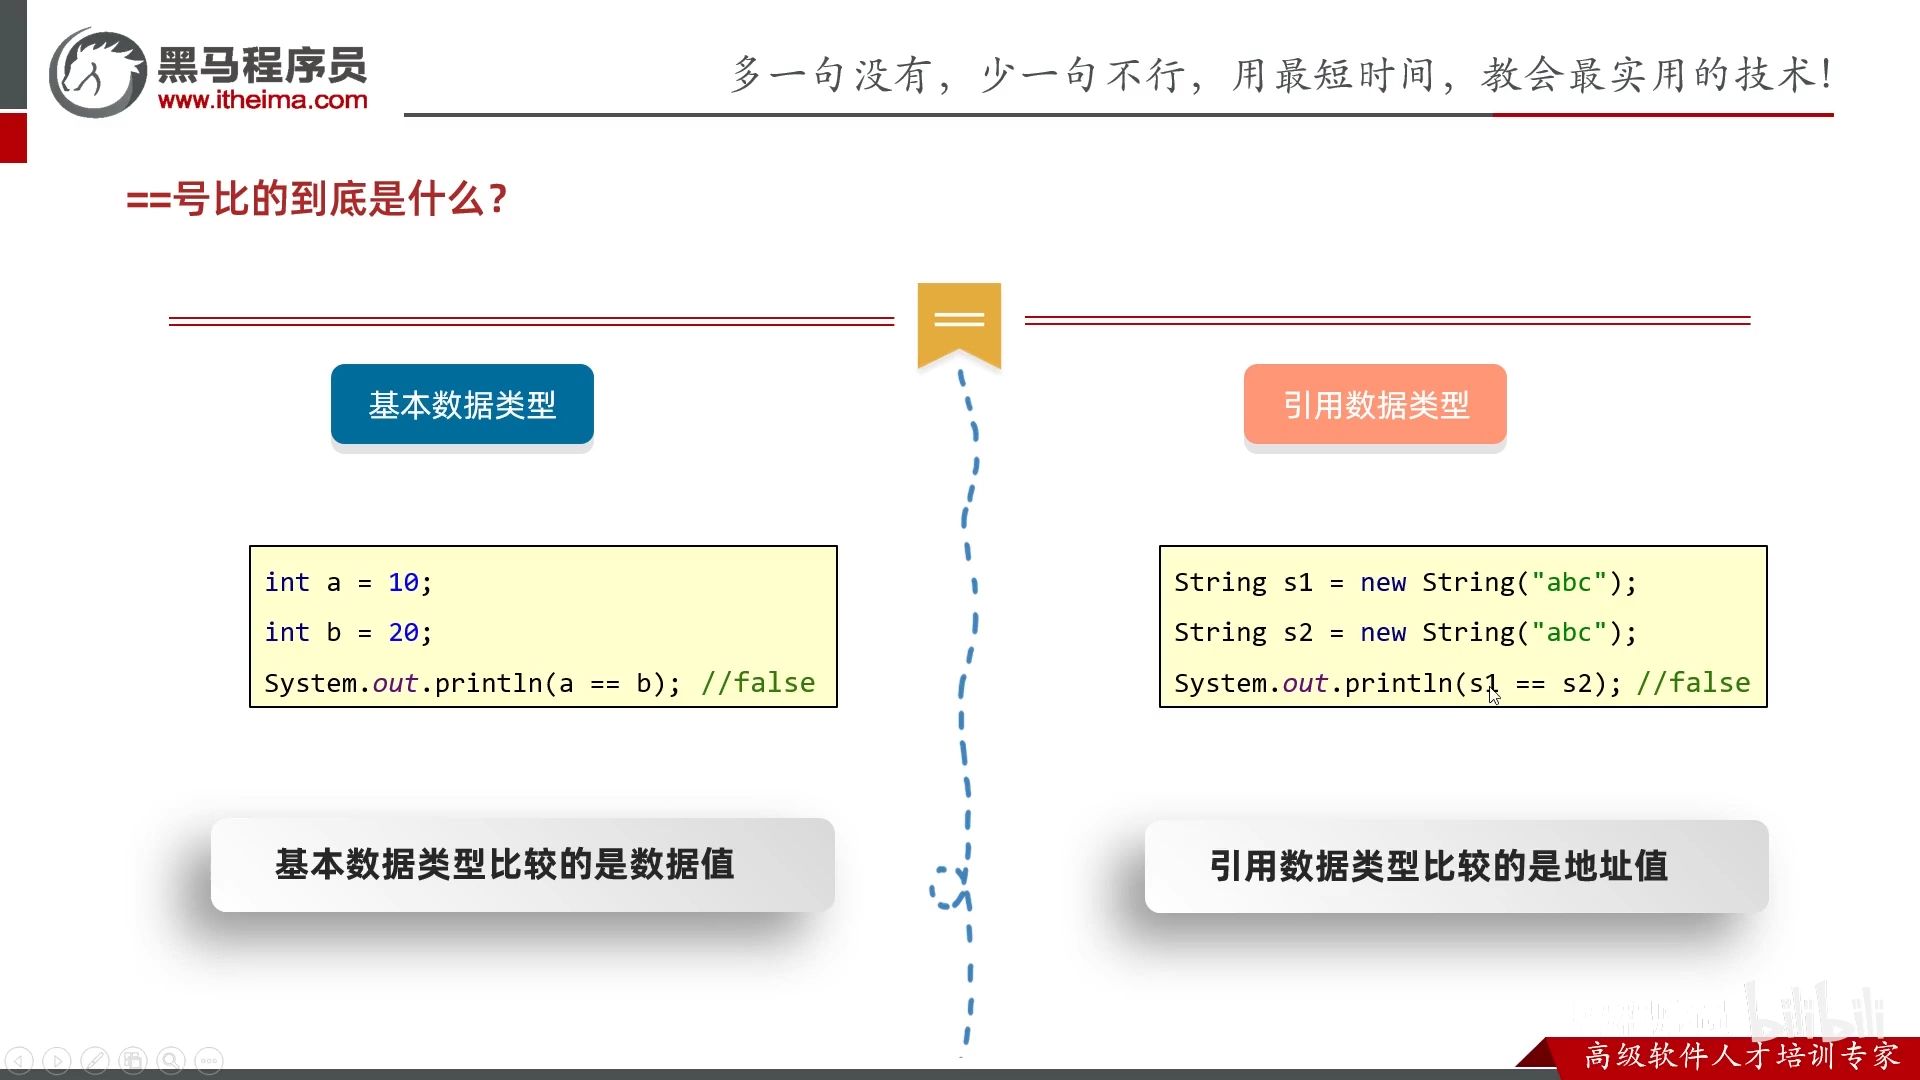 黑马程序员
www.itheima.com
多一句没有，少一句不行，用最短时间，教会最实用的技术！
==号比的到底是什么？
基本数据类型
引用数据类型
int a = 10;
int b = 20;
System.out.println(a == b); //false
String s1 = new String("abc");
String s2 = new String("abc");
System.out.println(s1 == s2); //false
基本数据类型比较的是数据值
引用数据类型比较的是地址值
bilibili
高级软件人才培训专家